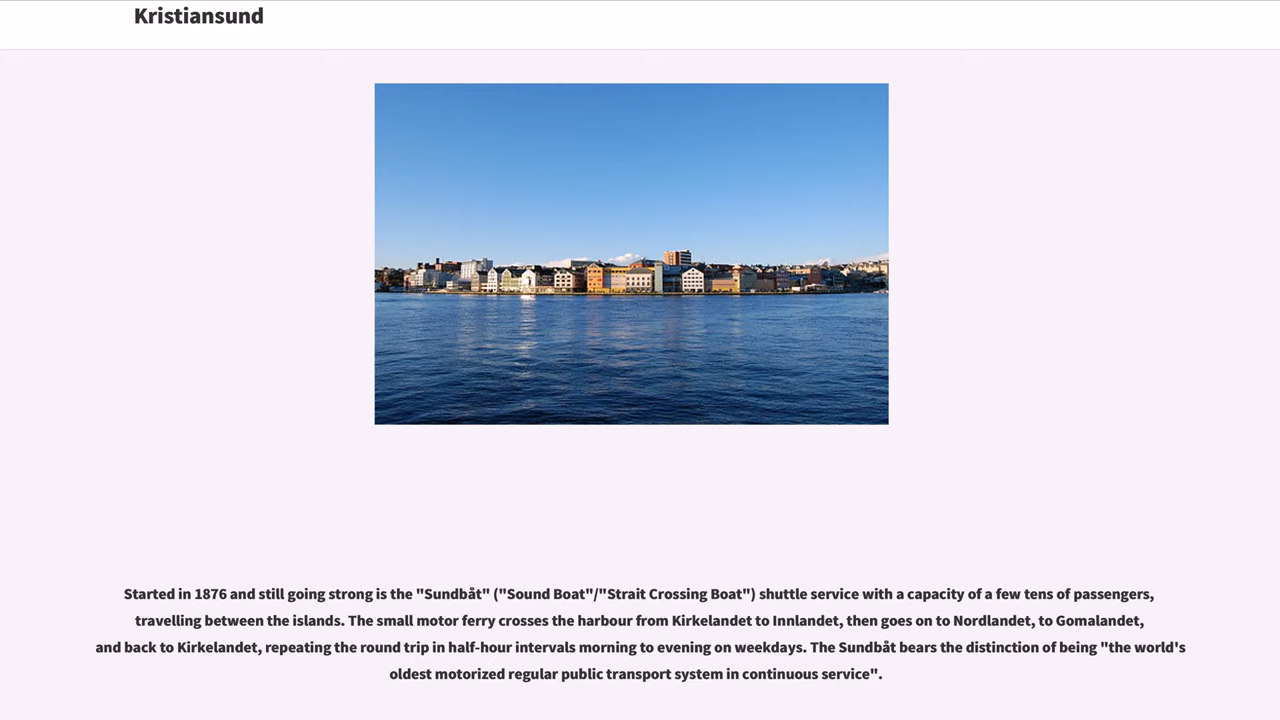 Kristiansund
Started in 1876 and still going strong is the "Sundbåt" ("Sound Boat"/"Strait Crossing Boat") shuttle service with a capacity of a few tens of passengers,
travelling between the islands. The small motor ferry crosses the harbour from Kirkelandet to Innlandet, then goes on to Nordlandet, to Gomalandet,
and back to Kirkelandet, repeating the round trip in half-hour intervals morning to evening on weekdays. The Sundbåt bears the distinction of being "the world's
oldest motorized regular public transport system in continuous service".